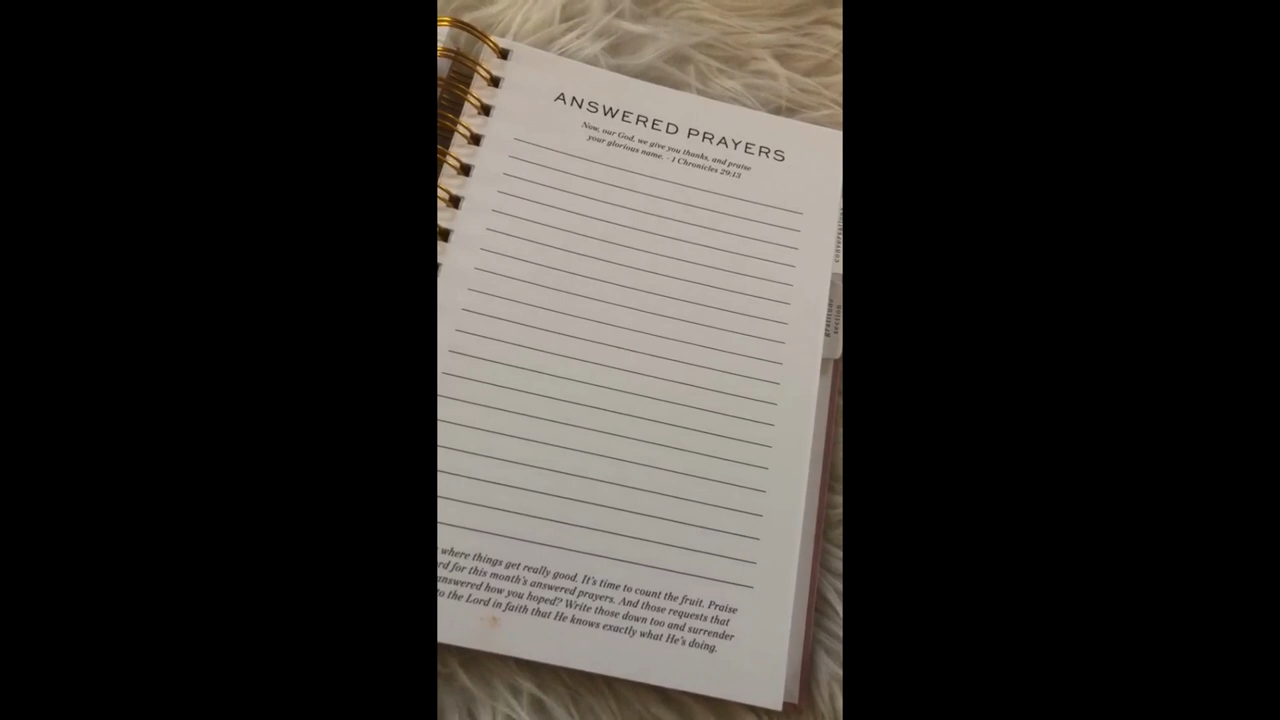 ANSWERED PRAYERS
Now, our God, we give you thanks, and praise
your glorious name. - 1 Chronicles 29:13
conversations
gratitude
section
where things get really good. It's time to count the fruit. Praise
for this month's answered prayers. And those requests that
answered how you hoped? Write those down too and surrender
to the Lord in faith that He knows exactly what He's doing.